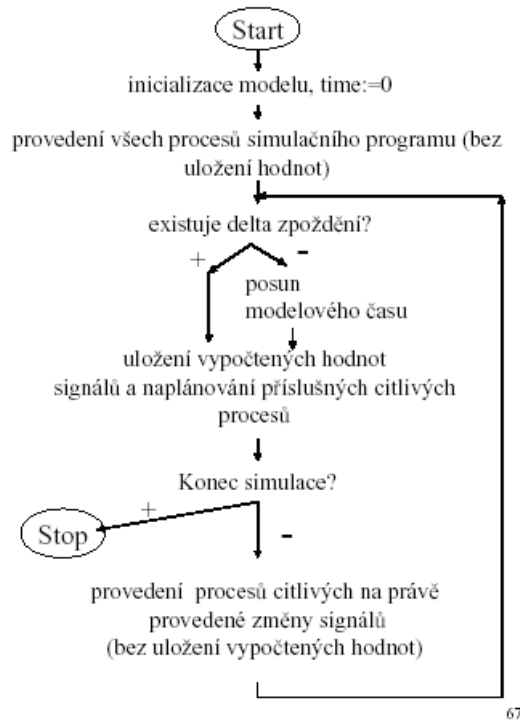 Start
inicializace modelu, time:=0
provedení všech procesů simulačního programu (bez
uložení hodnot)
existuje delta zpoždění?
+
-
posun
modelového času
uložení vypočtených hodnot
signálů a naplánování příslušných citlivých
procesů
Konec simulace?
+
Stop
-
provedení procesů citlivých na právě
provedené změny signálů
(bez uložení vypočtených hodnot)
67